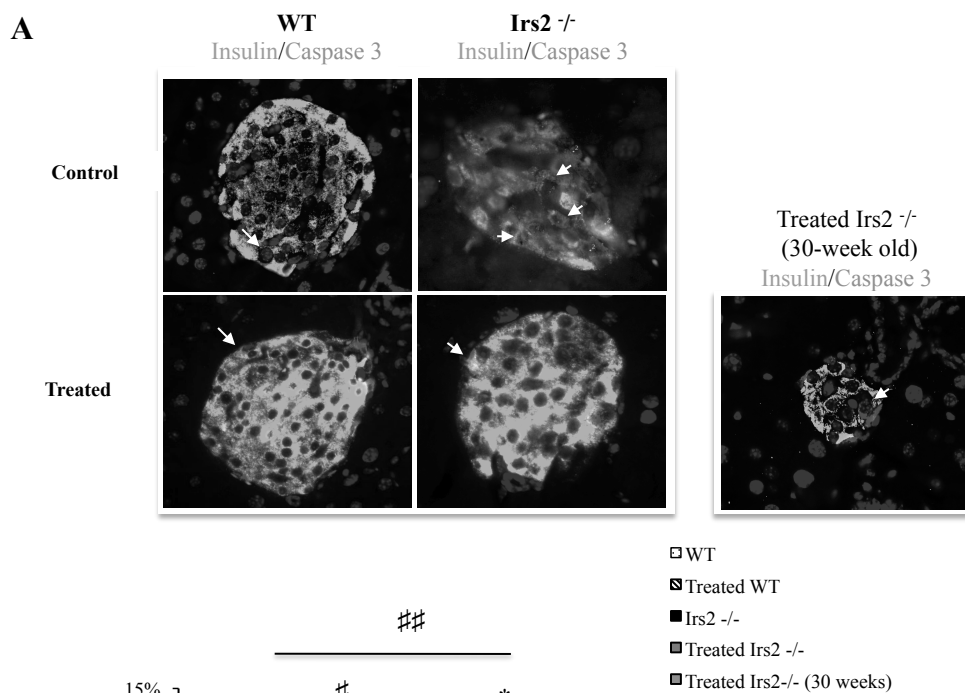 A
WT
Insulin/Caspase 3
Irs2 -/-
Insulin/Caspase 3
Control
Treated
Treated Irs2 -/-
(30-week old)
Insulin/Caspase 3
WT
Treated WT
Irs2 -/-
Treated Irs2 -/-
Treated Irs2-/- (30 weeks)
##
15%
#
*